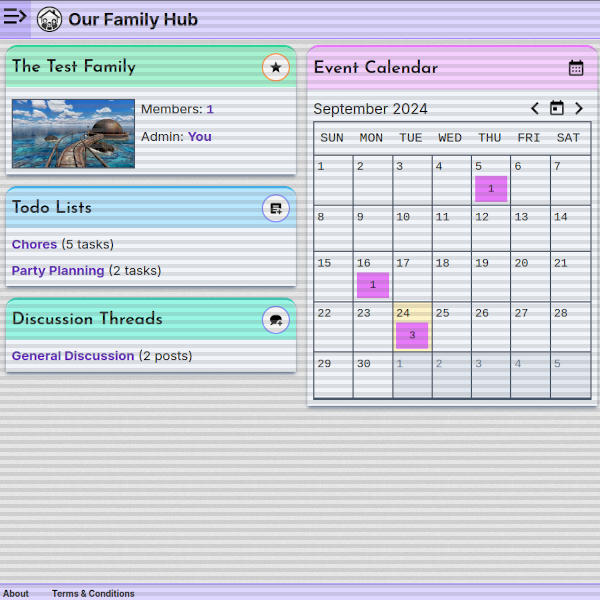 Our Family Hub
The Test Family
Members: 1
Admin: You
Todo Lists
Chores (5 tasks)
Party Planning (2 tasks)
Discussion Threads
General Discussion (2 posts)
Event Calendar
September 2024
SUN MON TUE WED THU FRI SAT
1 2 3 4 5 6 7
1
8 9 10 11 12 13 14
15 16 17 18 19 20 21
1
22 23 24 25 26 27 28
3
29 30 1 2 3 4 5
About Terms & Conditions